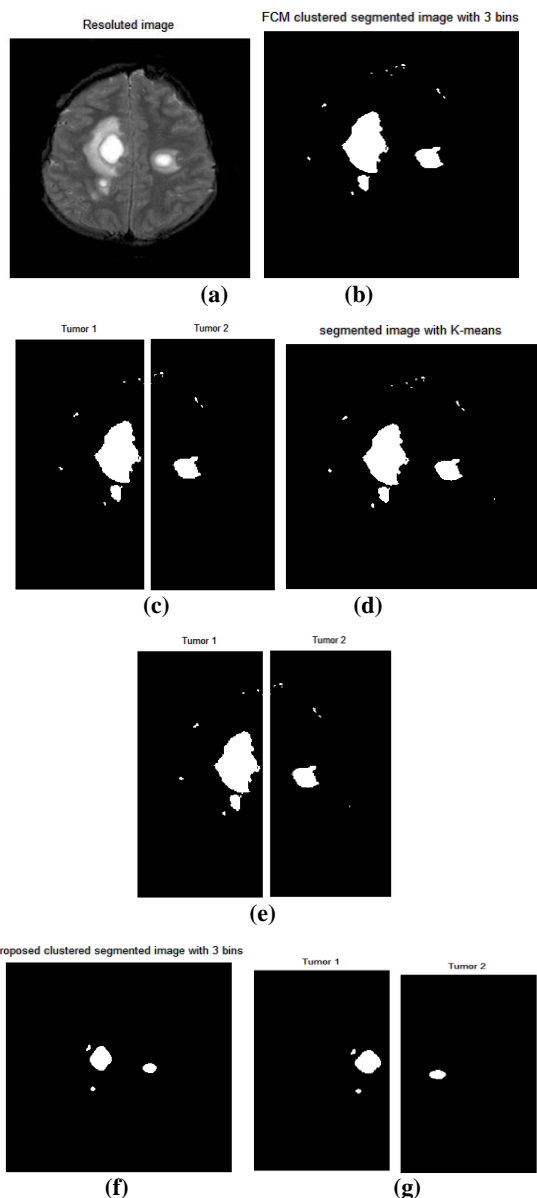 Resoluted image
FCM clustered segmented image with 3 bins
(a)
(b)
Tumor 1
Tumor 2
segmented image with K-means
(c)
(d)
Tumor 1
Tumor 2
(e)
roposed clustered segmented image with 3 bins
Tumor 1
Tumor 2
(f)
(g)